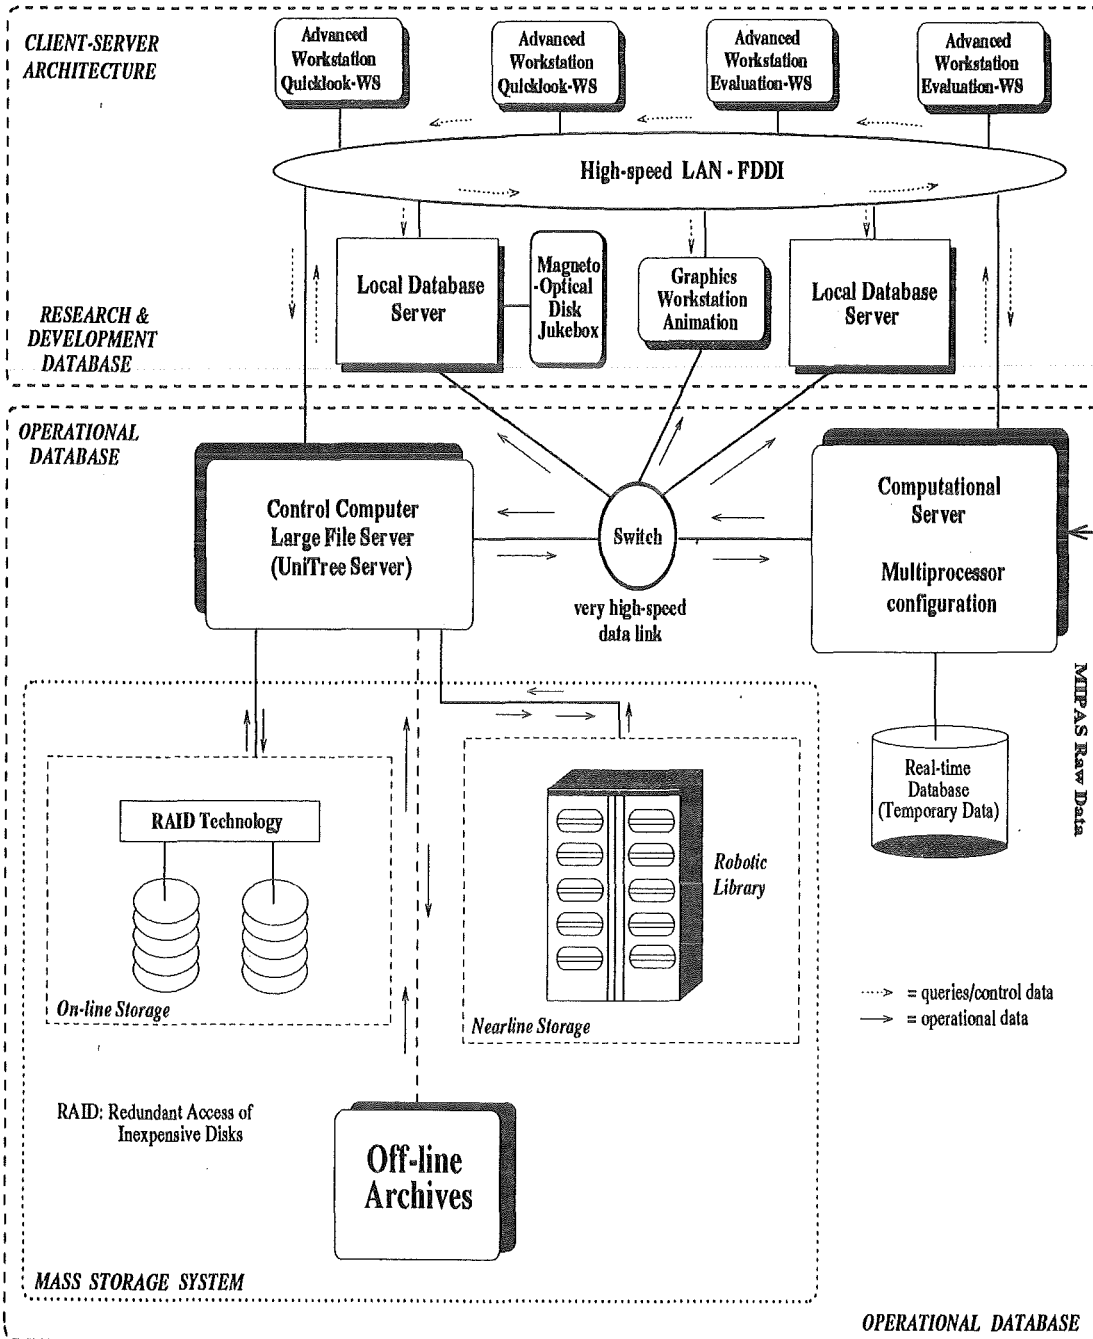 CLIENT-SERVER
ARCHITECTURE
Advanced
Workstation
Quicklook-WS
Advanced
Workstation
Quicklook-WS
Advanced
Workstation
Evaluation-WS
Advanced
Workstation
Evaluation-WS
High-speed LAN - FDDI
Local Database
Server
Magneto
-Optical
Disk
Jukebox
Graphics
Workstation
Animation
Local Database
Server
RESEARCH &
DEVELOPMENT
DATABASE
OPERATIONAL
DATABASE
Control Computer
Large File Server
(UniTree Server)
Switch
very high-speed
data link
Computational
Server
Multiprocessor
configuration
MIPAS Raw Data
Real-time
Database
(Temporary Data)
RAID Technology
On-line Storage
Robotic
Library
Nearline Storage
= queries/control data
= operational data
RAID: Redundant Access of
Inexpensive Disks
Off-line
Archives
MASS STORAGE SYSTEM
OPERATIONAL DATABASE